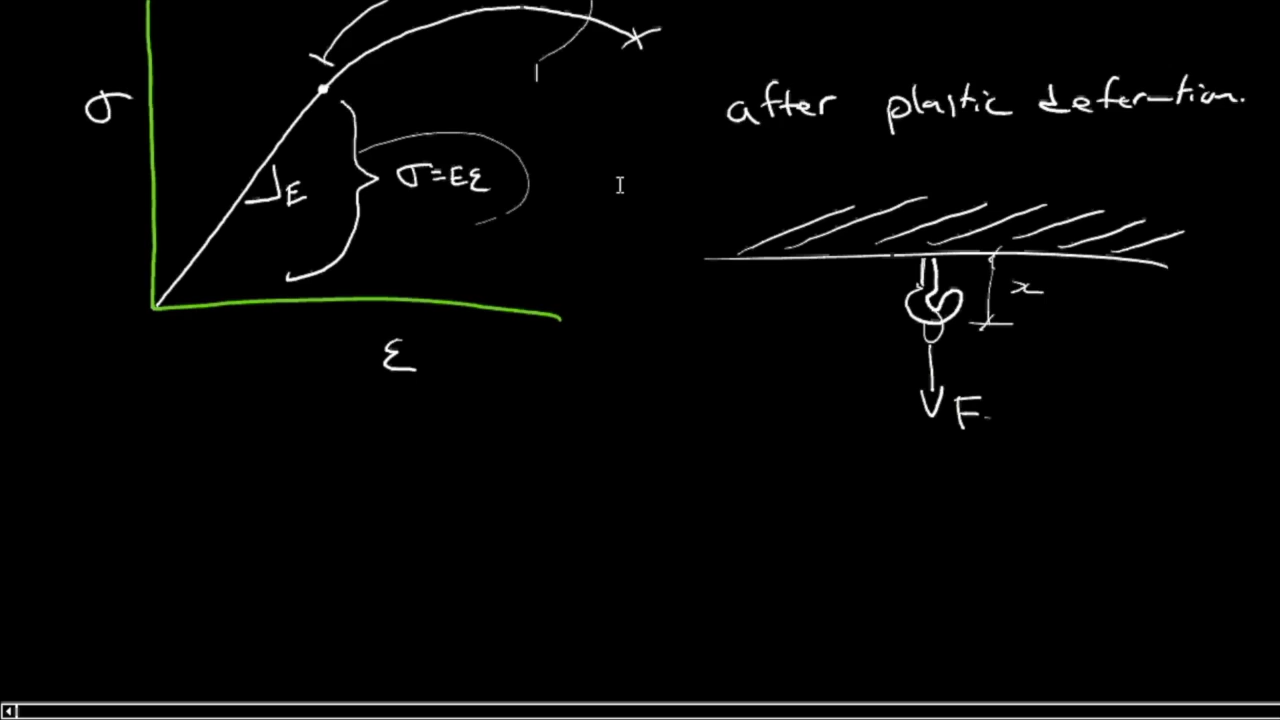 σ
E
σ=Eε
ε
after plastic deformation.
x
F